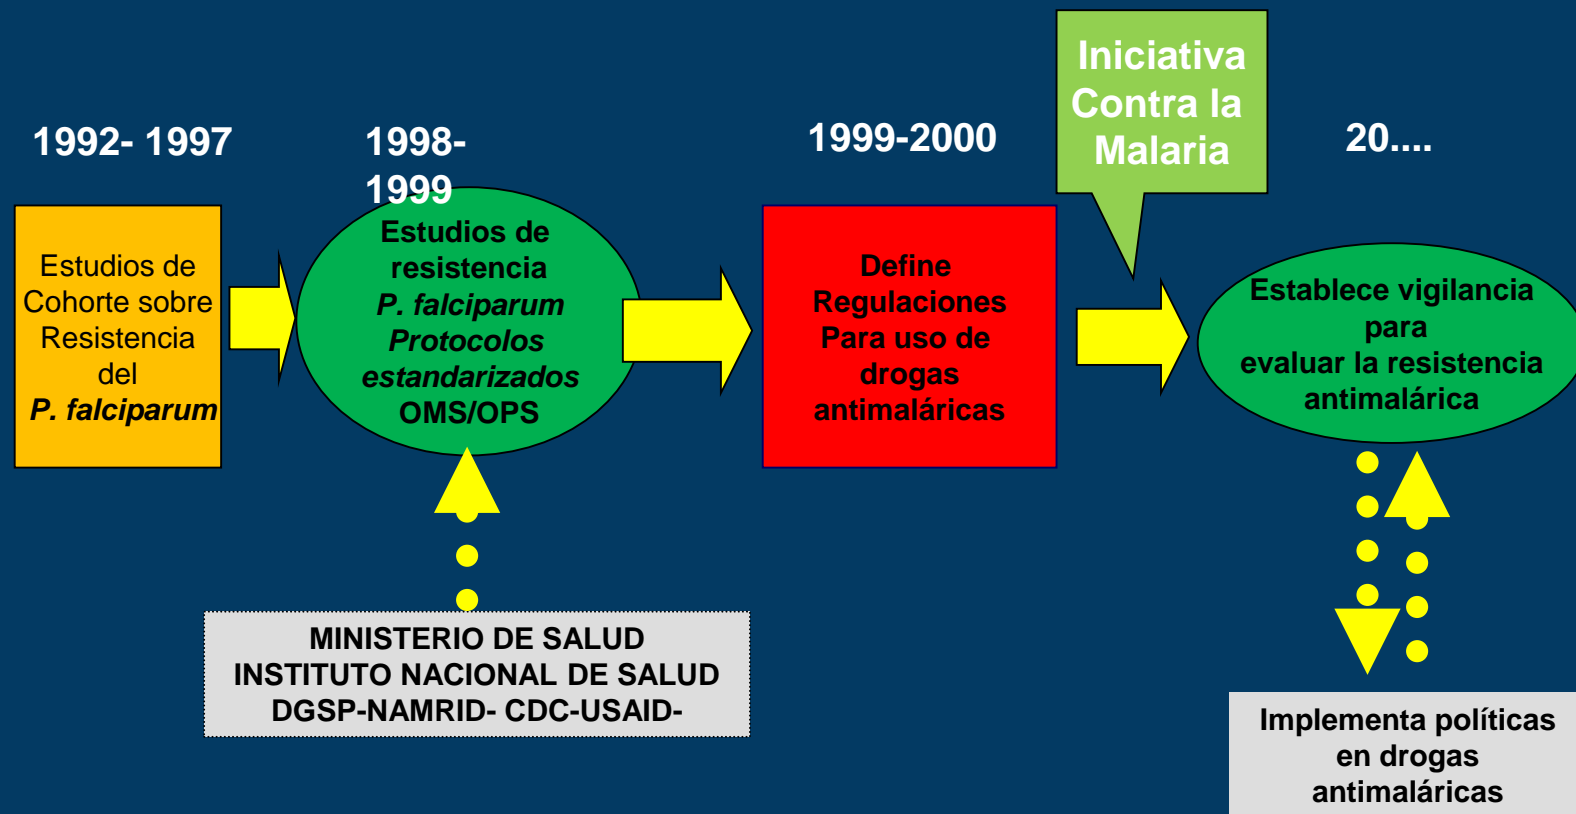 1992- 1997
Estudios de
Cohorte sobre
Resistencia
del
P. falciparum
1998-
1999
Estudios de
resistencia
P. falciparum
Protocolos
estandarizados
OMS/OPS
MINISTERIO DE SALUD
INSTITUTO NACIONAL DE SALUD
DGSP-NAMRID- CDC-USAID-
1999-2000
Define
Regulaciones
Para uso de
drogas
antimaláricas
Iniciativa
Contra la
Malaria
20....
Establece vigilancia
para
evaluar la resistencia
antimalárica
Implementa políticas
en drogas
antimaláricas